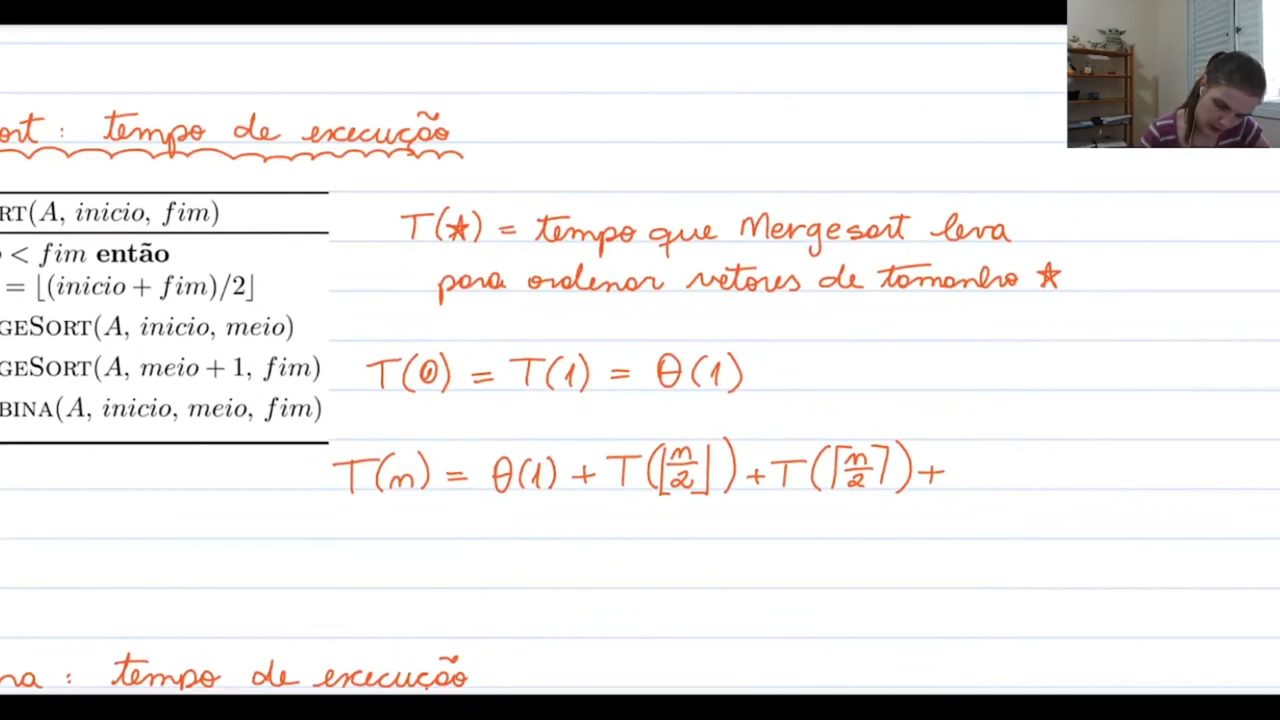 ort : tempo de execução
RT(A, inicio, fim)
< fim então
= ⌊(inicio + fim)/2⌋
GESORT(A, inicio, meio)
GESORT(A, meio + 1, fim)
BINA(A, inicio, meio, fim)
T(★) = tempo que Mergesort leva
para ordenar vetores de tamanho ★
T(0) = T(1) = θ(1)
T(n) = θ(1) + T(⌊n/2⌋) + T(⌈n/2⌉) +
na : tempo de execução